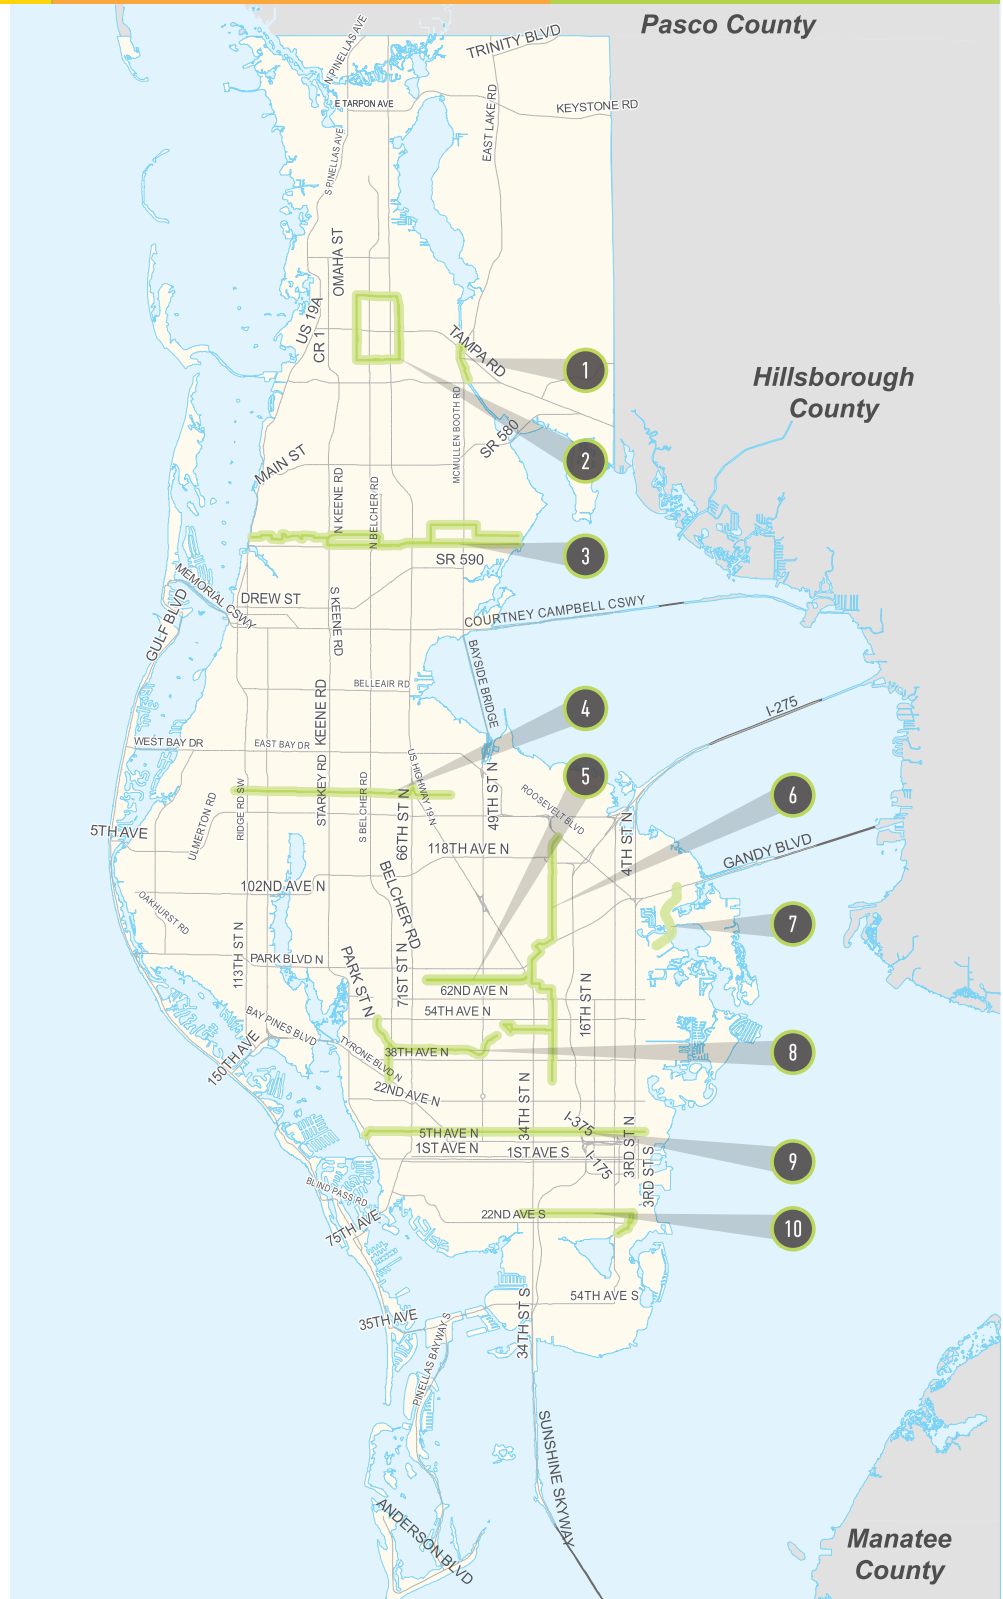 Pasco County
TRINITY BLVD
N PINELLAS AVE
E TARPON AVE
KEYSTONE RD
EAST LAKE RD
S PINELLAS AVE
OMAHA ST
US 19A
CR 1
TAMPA RD
1
Hillsborough
County
MCMULLEN BOOTH RD
SR 580
2
MAIN ST
N KEENE RD
N BELCHER RD
3
SR 590
MEMORIAL CSWY
DREW ST
GULF BLVD
S KEENE RD
COURTNEY CAMPBELL CSWY
BAYSIDE BRIDGE
BELLEAIR RD
KEENE RD
4
I-275
WEST BAY DR
EAST BAY DR
US HIGHWAY 19 N
5
STARKEY RD
S BELCHER RD
RIDGE RD SW
ULMERTON RD
66TH ST N
49TH ST N
ROOSEVELT BLVD
6
5TH AVE
118TH AVE N
4TH ST N
GANDY BLVD
102ND AVE N
BELCHER RD
OAKHURST RD
7
113TH ST N
PARK BLVD N
PARK ST N
71ST ST N
62ND AVE N
16TH ST N
54TH AVE N
BAY PINES BLVD
150TH AVE
TYRONE BLVD N
38TH AVE N
8
22ND AVE N
34TH ST N
5TH AVE N
I-375
3RD ST N
1ST AVE N
1ST AVE S
I-175
3RD ST S
9
BLIND PASS RD
75TH AVE
22ND AVE S
10
54TH AVE S
34TH ST S
35TH AVE
PINELLAS BAYWAY S
SUNSHINE SKYWAY
ANDERSON BLVD
Manatee
County